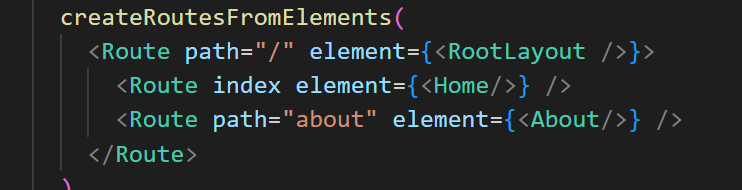 createRoutesFromElements(
<Route path="/" element={<RootLayout />}>
<Route index element={<Home/>} />
<Route path="about" element={<About/>} />
</Route>
)